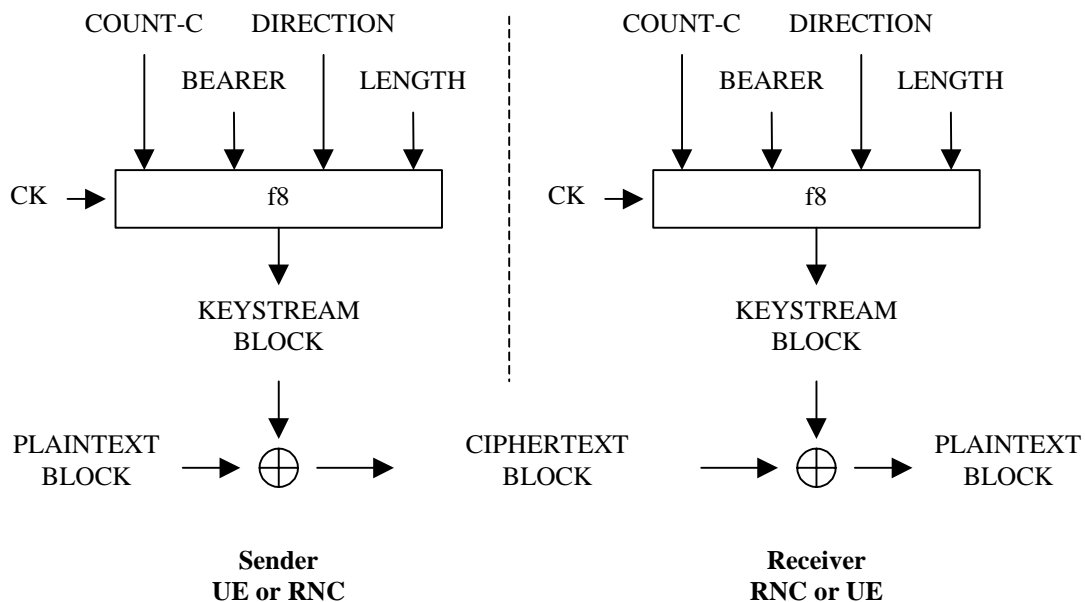 COUNT-C DIRECTION COUNT-C DIRECTION
BEARER LENGTH BEARER LENGTH
CK f8 CK f8
KEYSTREAM
BLOCK
KEYSTREAM
BLOCK
PLAINTEXT
BLOCK
CIPHERTEXT
BLOCK
PLAINTEXT
BLOCK
Sender
UE or RNC
Receiver
RNC or UE